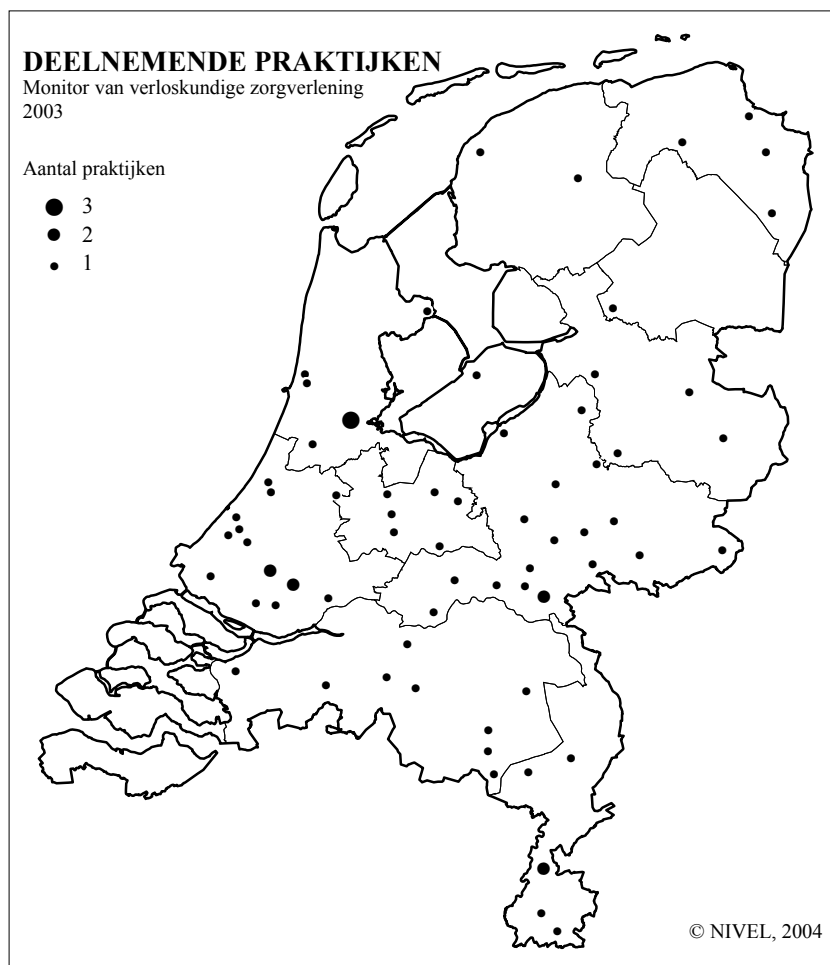 DEELNEMENDE PRAKTIJKEN
Monitor van verloskundige zorgverlening
2003
Aantal praktijken
3
2
1
© NIVEL, 2004